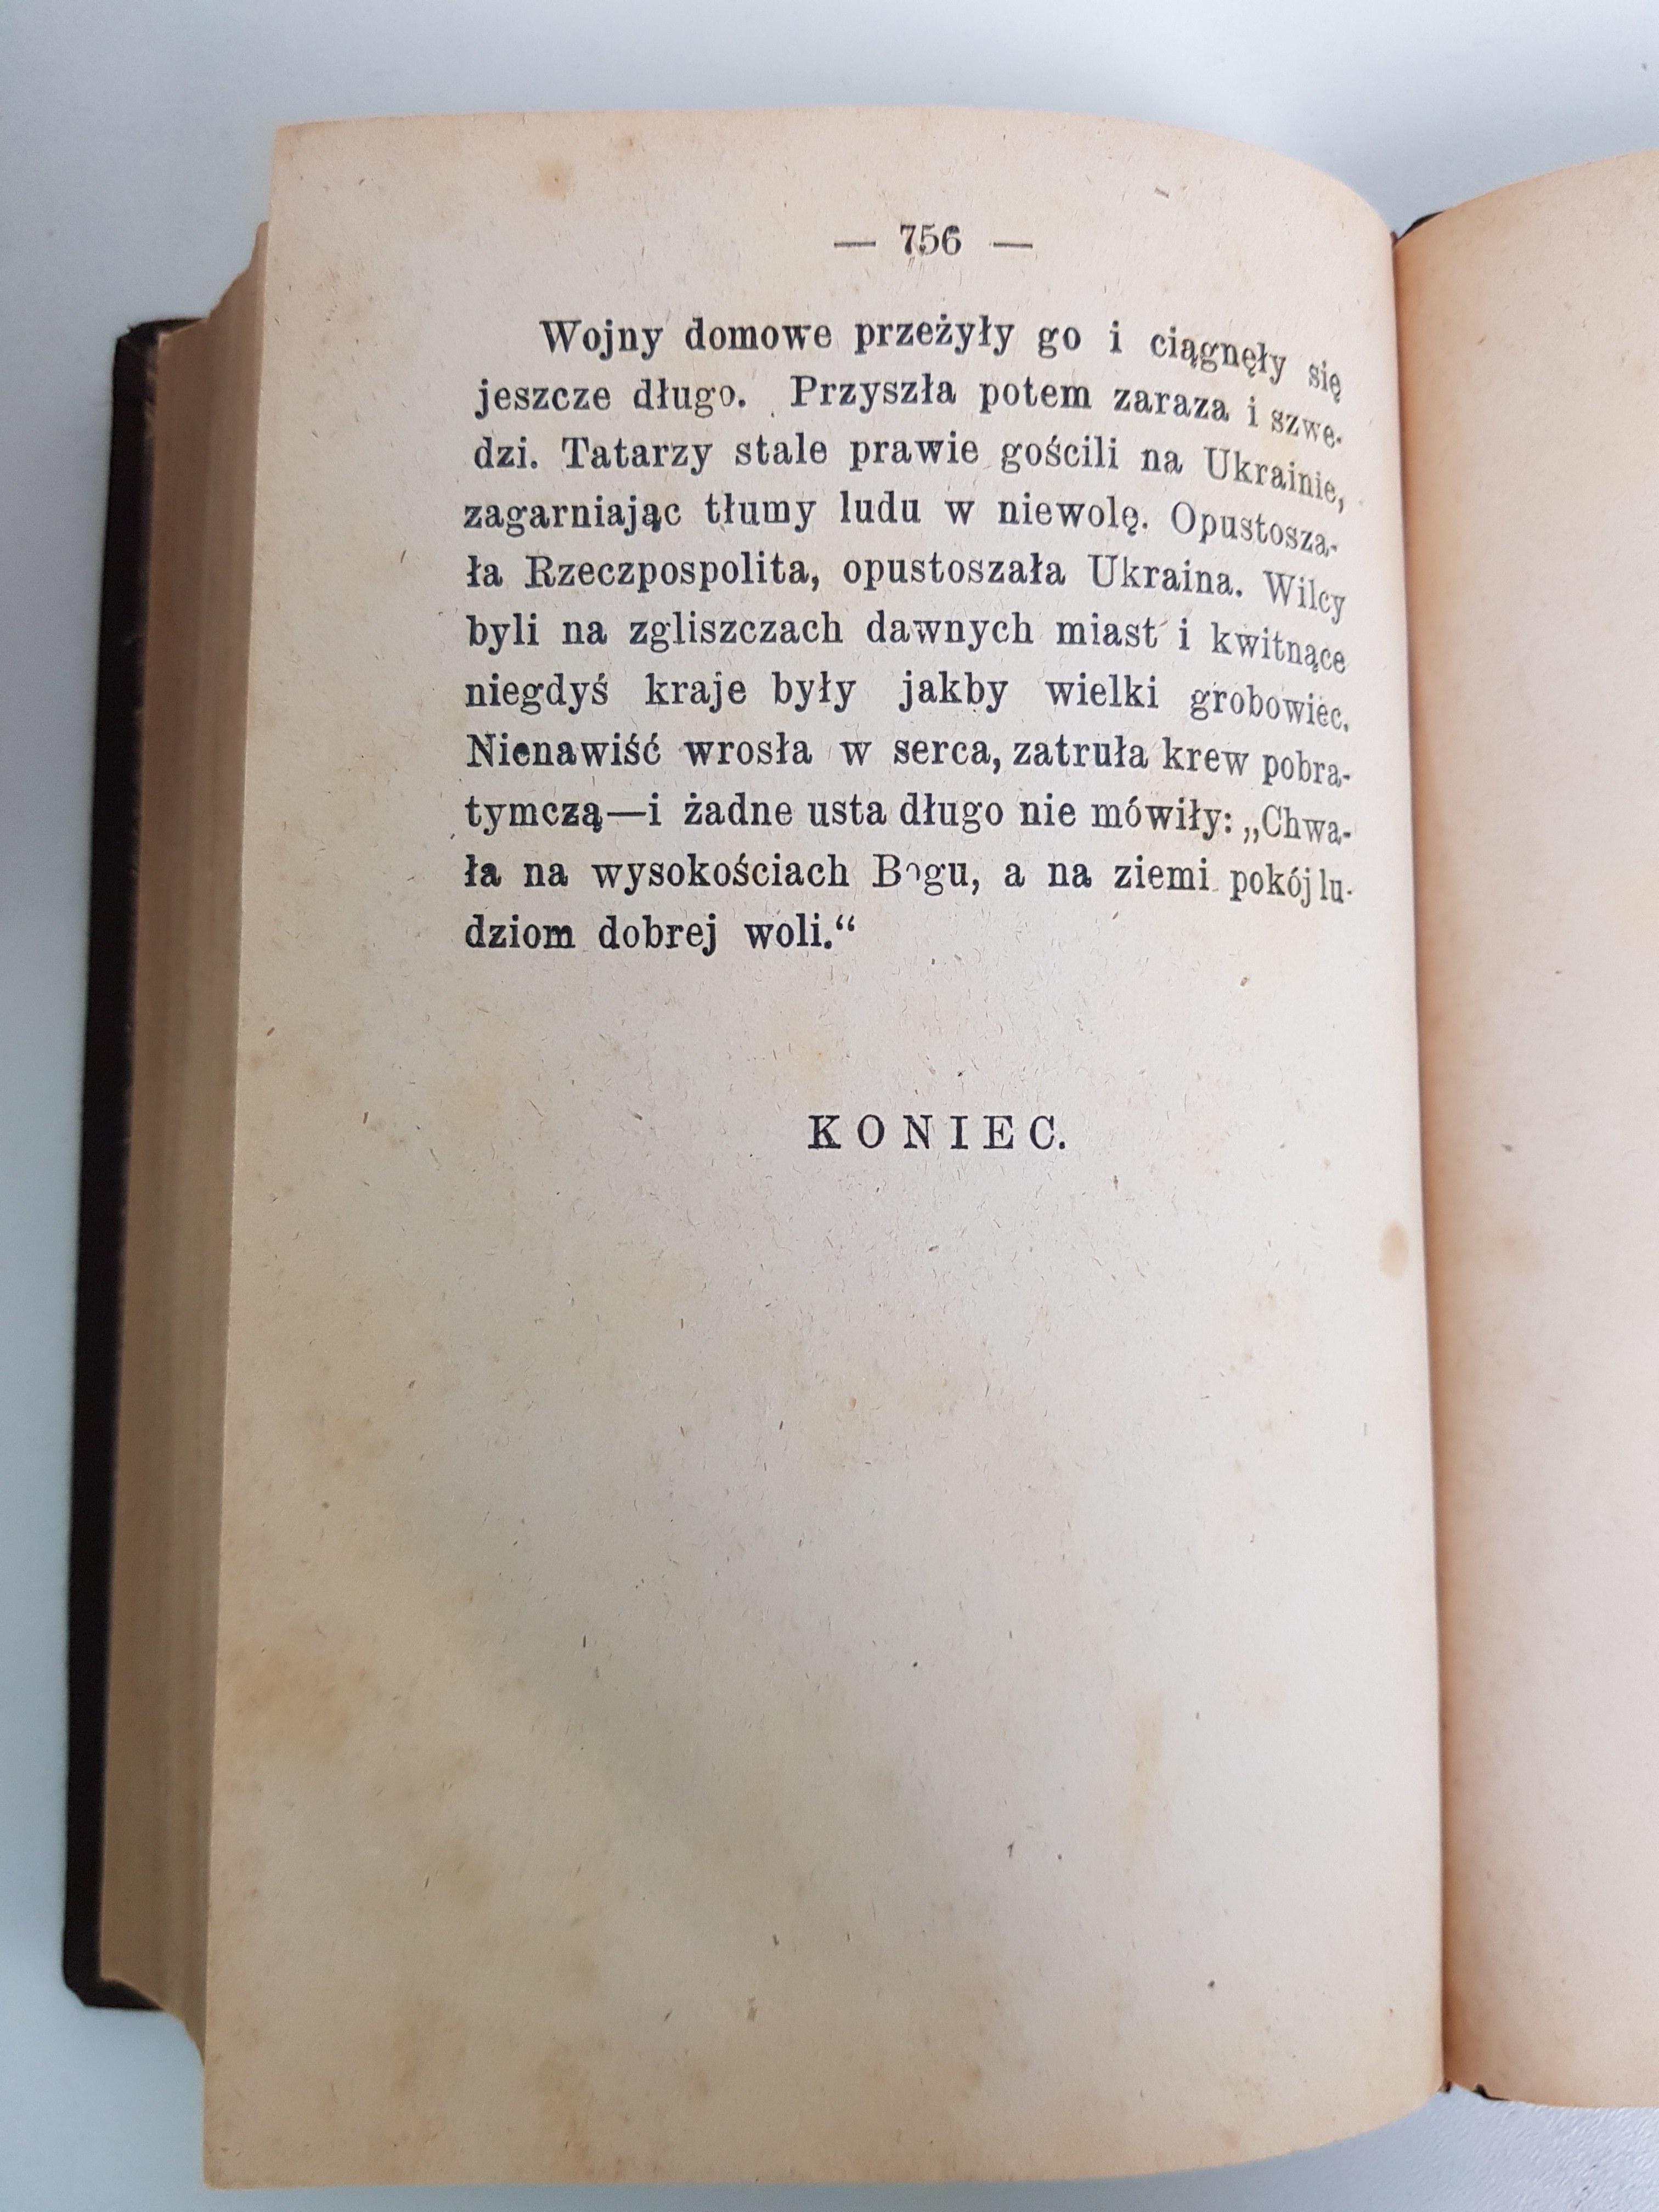 — 756 —
Wojny domowe przeżyły go i ciągnęły się
jeszcze długo. Przyszła potem zaraza i szwe-
dzi. Tatarzy stale prawie gościli na Ukrainie,
zagarniając tłumy ludu w niewolę. Opustosza-
ła Rzeczpospolita, opustoszała Ukraina. Wilcy
byli na zgliszczach dawnych miast i kwitnące
niegdyś kraje były jakby wielki grobowiec.
Nienawiść wrosła w serca, zatruła krew pobra-
tymczą—i żadne usta długo nie mówiły: „Chwa-
ła na wysokościach Bogu, a na ziemi pokój lu-
dziom dobrej woli.“
KONIEC.